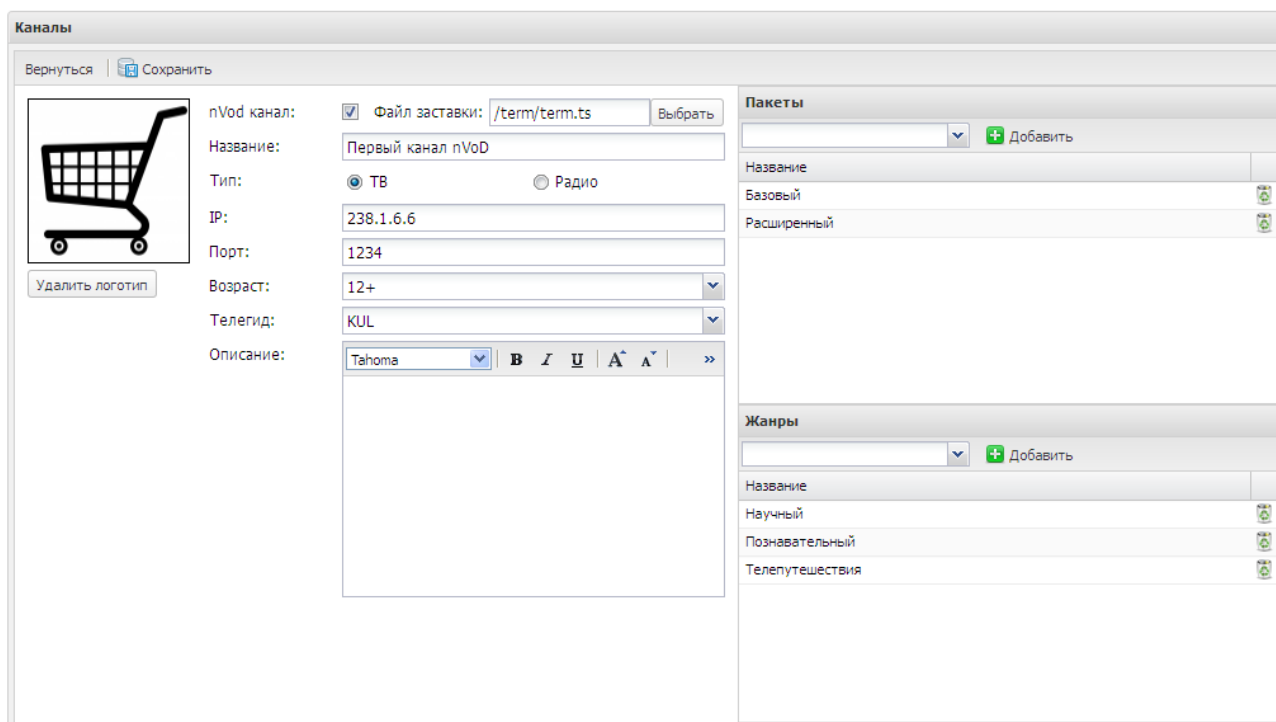 Каналы
Вернуться Сохранить
nVod канал: Файл заставки: /term/term.ts Выбрать
Название: Первый канал nVoD
Тип: ТВ Радио
IP: 238.1.6.6
Порт: 1234
Удалить логотип
Возраст: 12+
Телегид: KUL
Описание: Tahoma B I U A A »
Пакеты
Добавить
Название
Базовый
Расширенный
Жанры
Добавить
Название
Научный
Познавательный
Телепутешествия